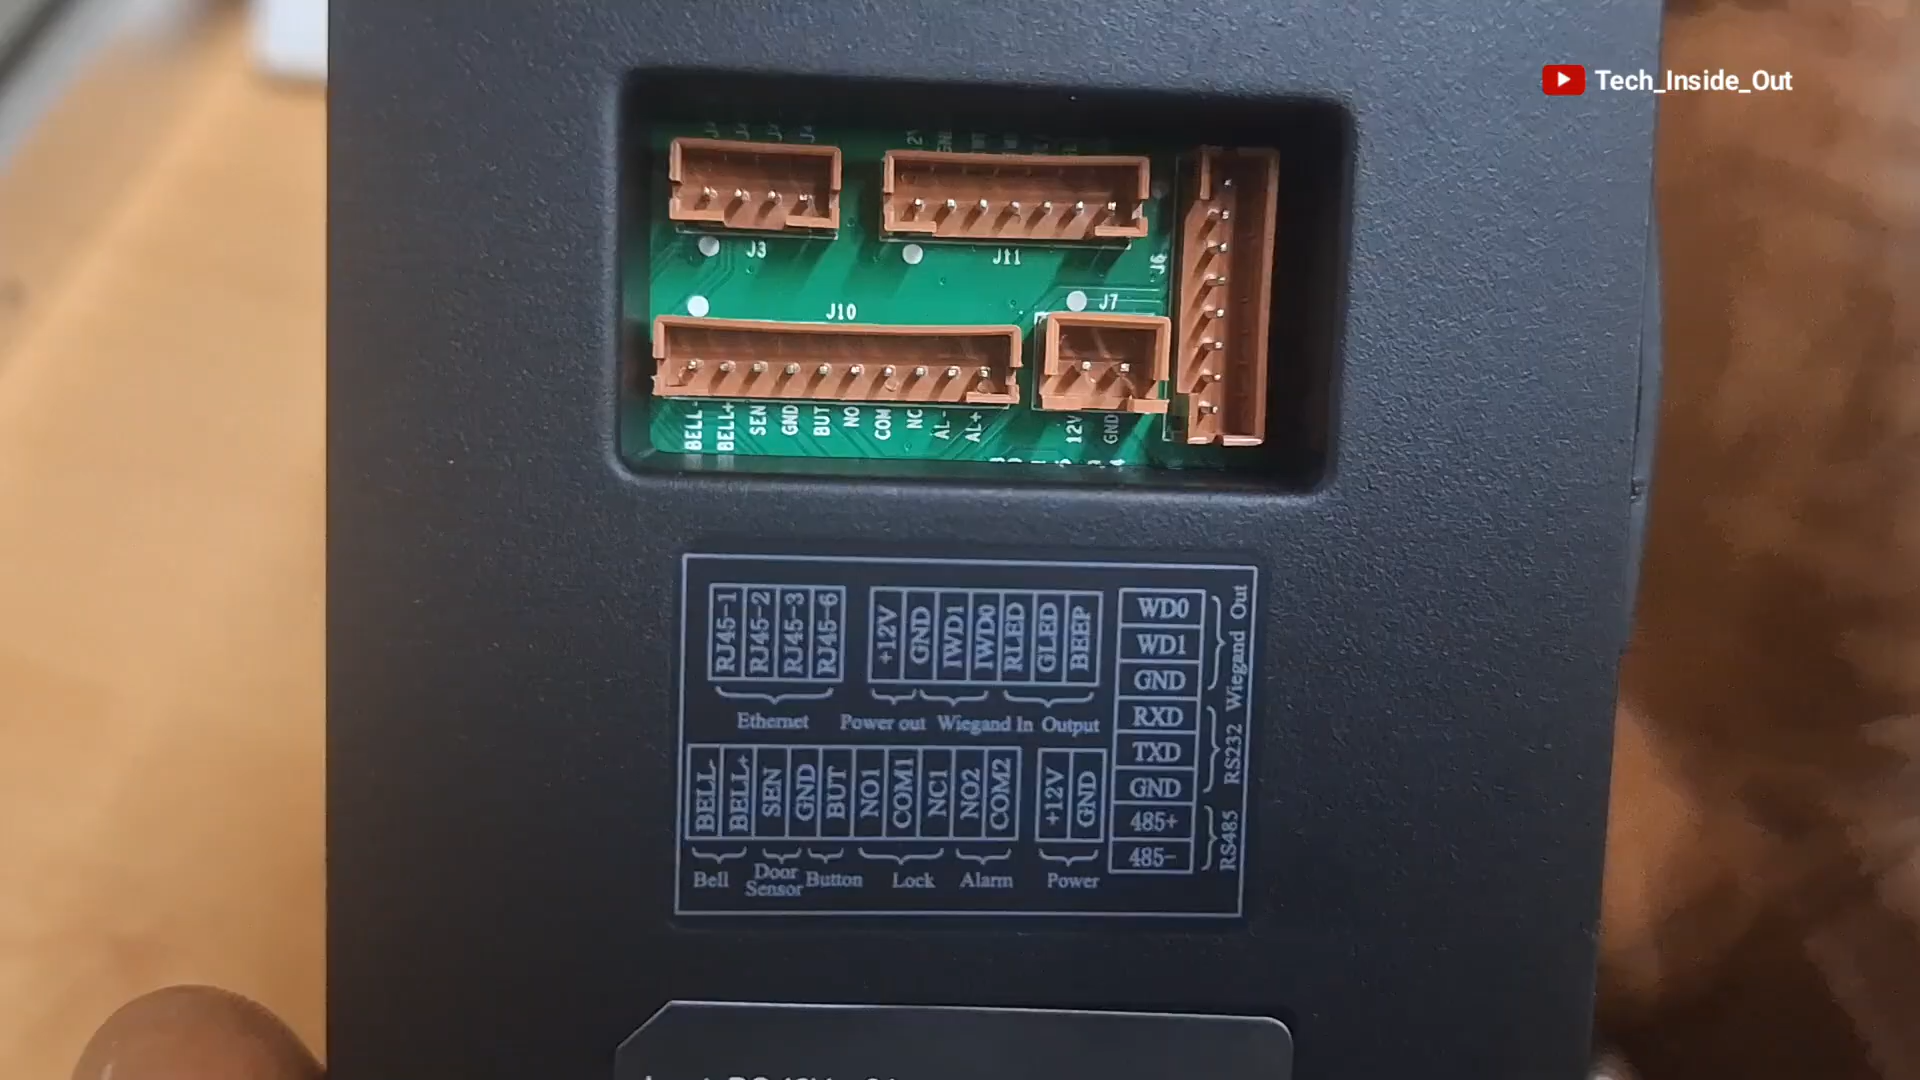 Tech_Inside_Out
J3
J11
J6
J10
J7
BELL- BELL+ SEN GND BUT NO COM NC AL- AL+
12V GND
RJ45-1 RJ45-2 RJ45-3 RJ45-6
Ethernet
+12V GND IWD1 IWD0 RLED GLED BEEP
Power out Wiegand In Output
WD0
WD1
GND
Wiegand Out
RXD
TXD
GND
RS232
485+
485-
RS485
BELL- BELL+ SEN GND BUT NO1 COM1 NC1 NO2 COM2
Bell Door Sensor Button Lock Alarm
+12V GND
Power